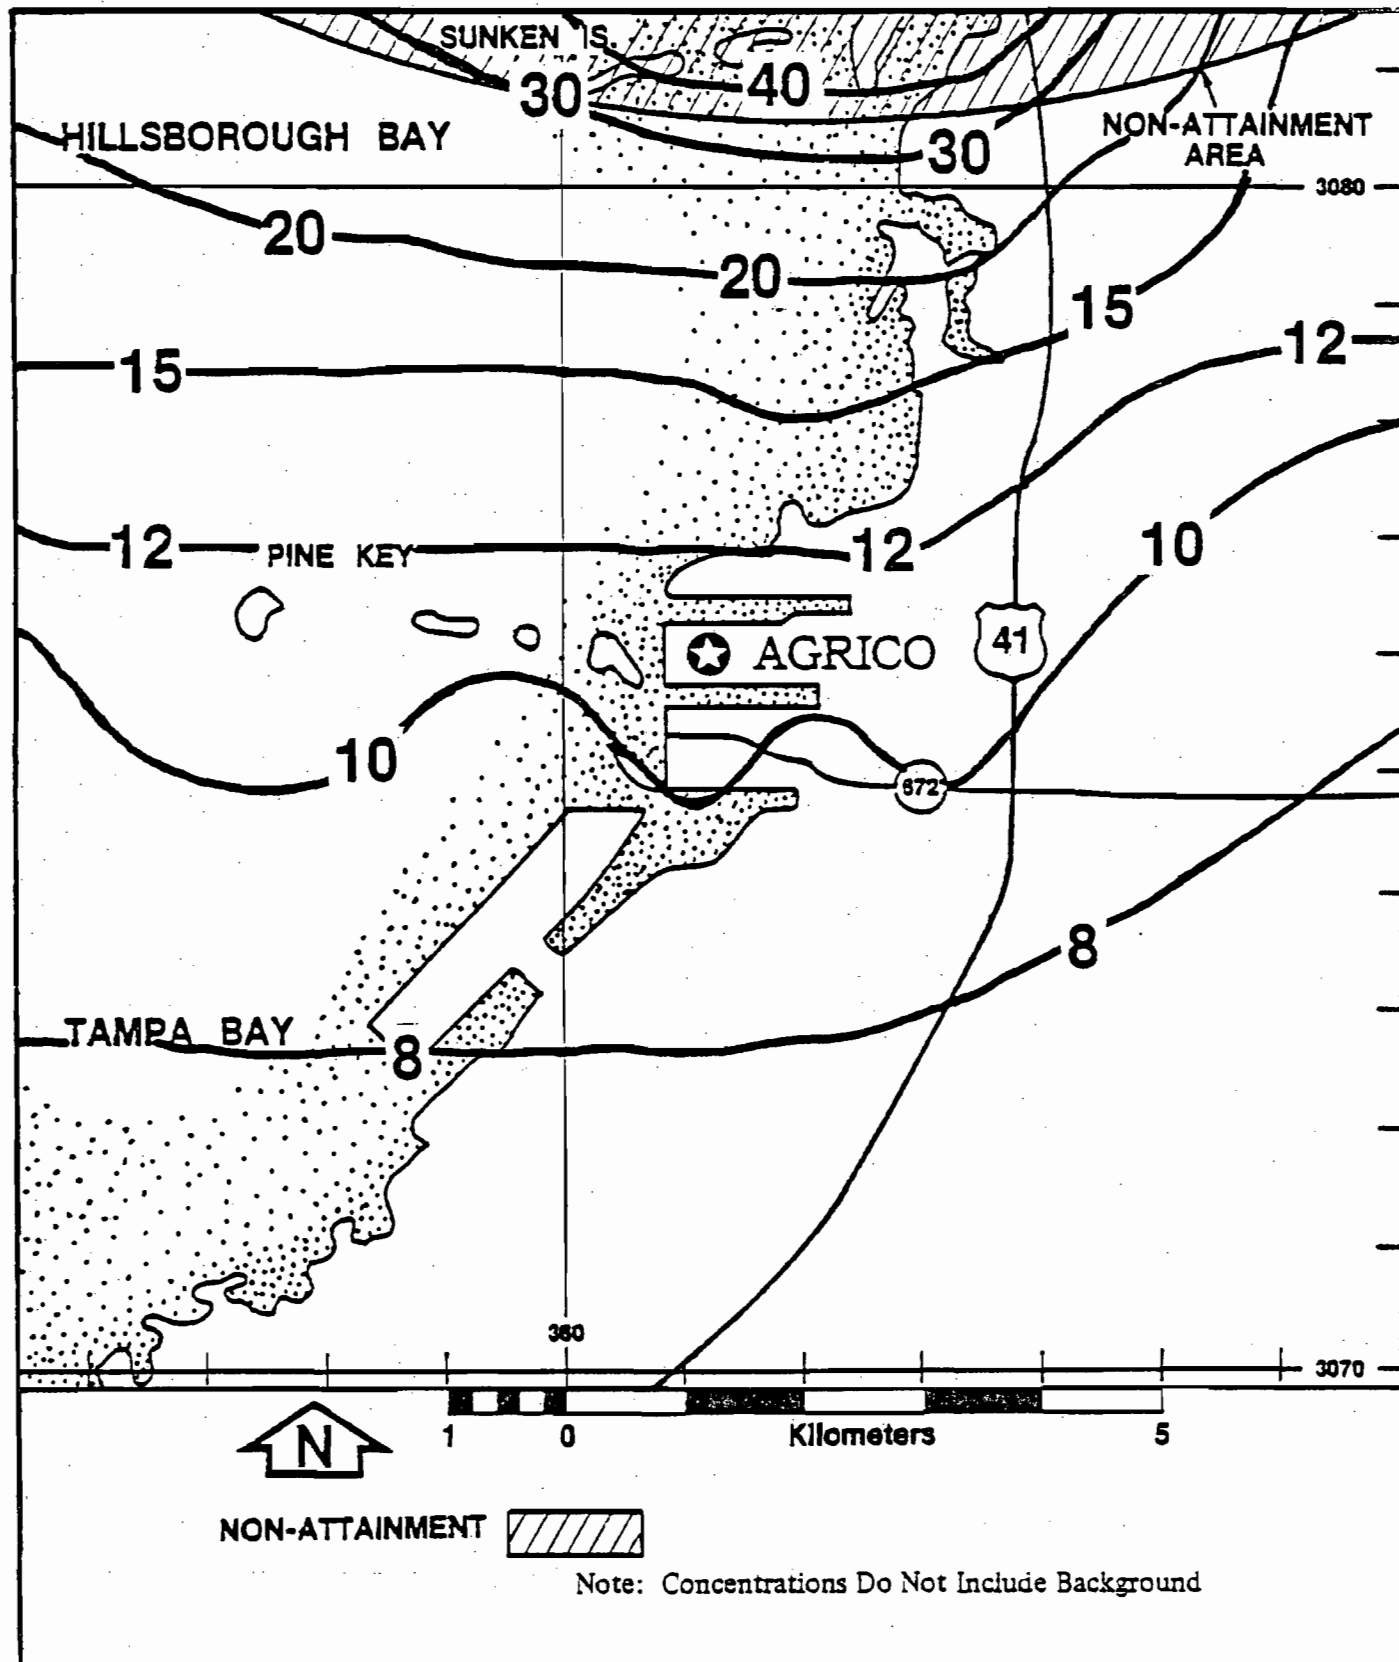 SUNKEN IS.
30
40
HILLSBOROUGH BAY
30
NON-ATTAINMENT
AREA
3080
20
20
15
15
12
12
PINE KEY
12
10
41
AGRICO
10
672
8
TAMPA BAY
8
360
3070
1 0 Kilometers 5
N
NON-ATTAINMENT
Note: Concentrations Do Not Include Background